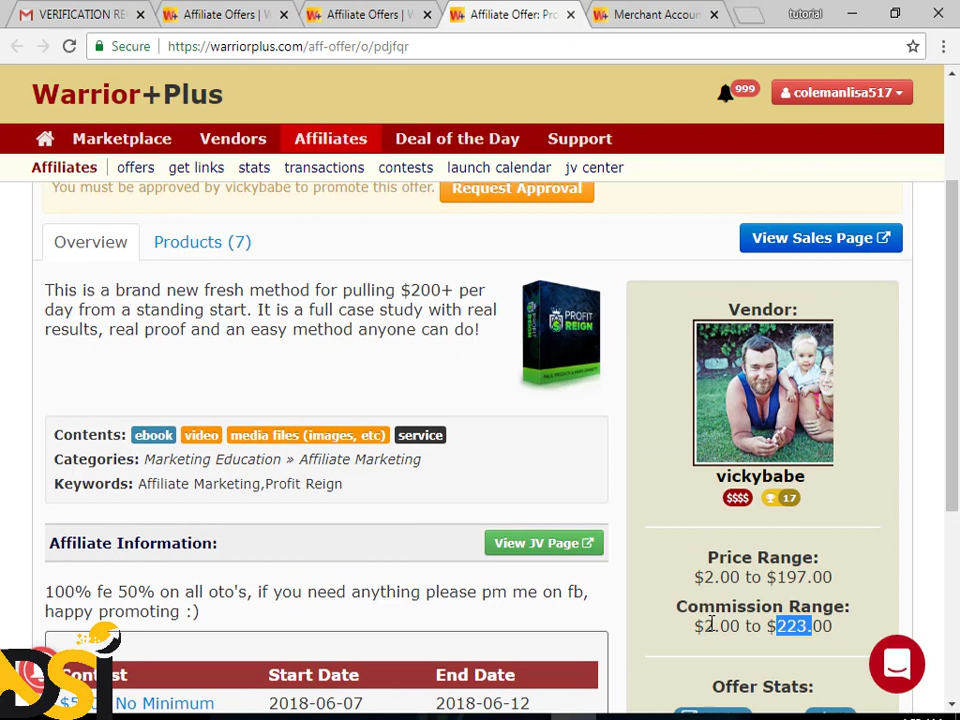 VERIFICATION RE
Affiliate Offers | W
Affiliate Offers | W
Affiliate Offer: Pro
Merchant Accoun
tutorial
Secure
https://warriorplus.com/aff-offer/o/pdjfqr
Warrior+Plus
999
colemanlisa517
Marketplace Vendors Affiliates Deal of the Day Support
Affiliates offers get links stats transactions contests launch calendar jv center
You must be approved by vickybabe to promote this offer.
Request Approval
Overview Products (7)
View Sales Page
This is a brand new fresh method for pulling $200+ per
day from a standing start. It is a full case study with real
results, real proof and an easy method anyone can do!
PROFIT
REIGN
Vendor:
vickybabe
$$$$ 17
Contents: ebook video media files (images, etc) service
Categories: Marketing Education » Affiliate Marketing
Keywords: Affiliate Marketing,Profit Reign
Affiliate Information:
View JV Page
100% fe 50% on all oto's, if you need anything please pm me on fb,
happy promoting :)
Price Range:
$2.00 to $197.00
Commission Range:
$2.00 to $223.00
Offer Stats:
Start Date End Date
No Minimum 2018-06-07 2018-06-12
DSi